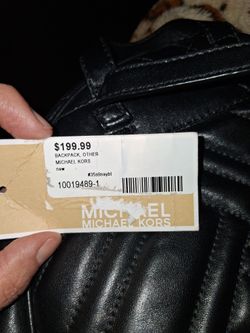 $199.99
BACKPACK, OTHER
MICHAEL KORS
new
10019489-1
MICHAEL
MICHAEL KORS